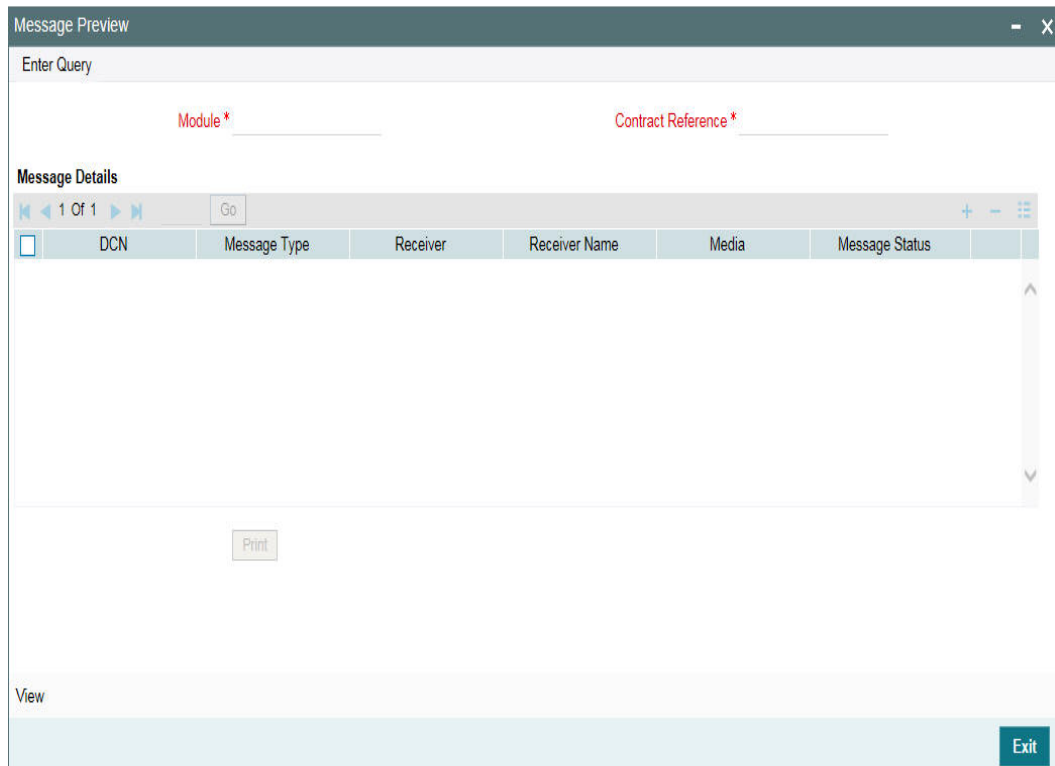 Message Preview
Enter Query
Module * Contract Reference *
Message Details
1 Of 1 Go
DCN Message Type Receiver Receiver Name Media Message Status
Print
View
Exit